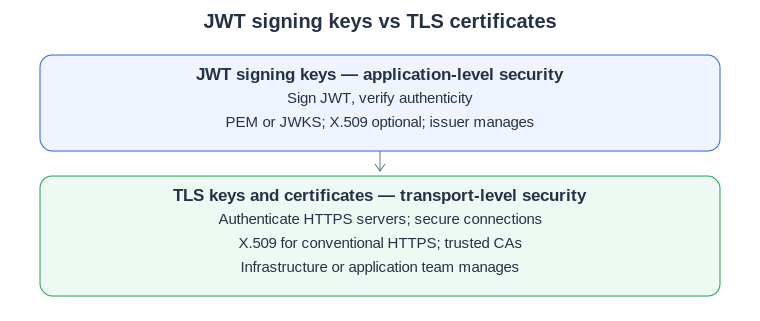 JWT signing keys vs TLS certificates
JWT signing keys — application-level security
Sign JWT, verify authenticity
PEM or JWKS; X.509 optional; issuer manages
TLS keys and certificates — transport-level security
Authenticate HTTPS servers; secure connections
X.509 for conventional HTTPS; trusted CAs
Infrastructure or application team manages